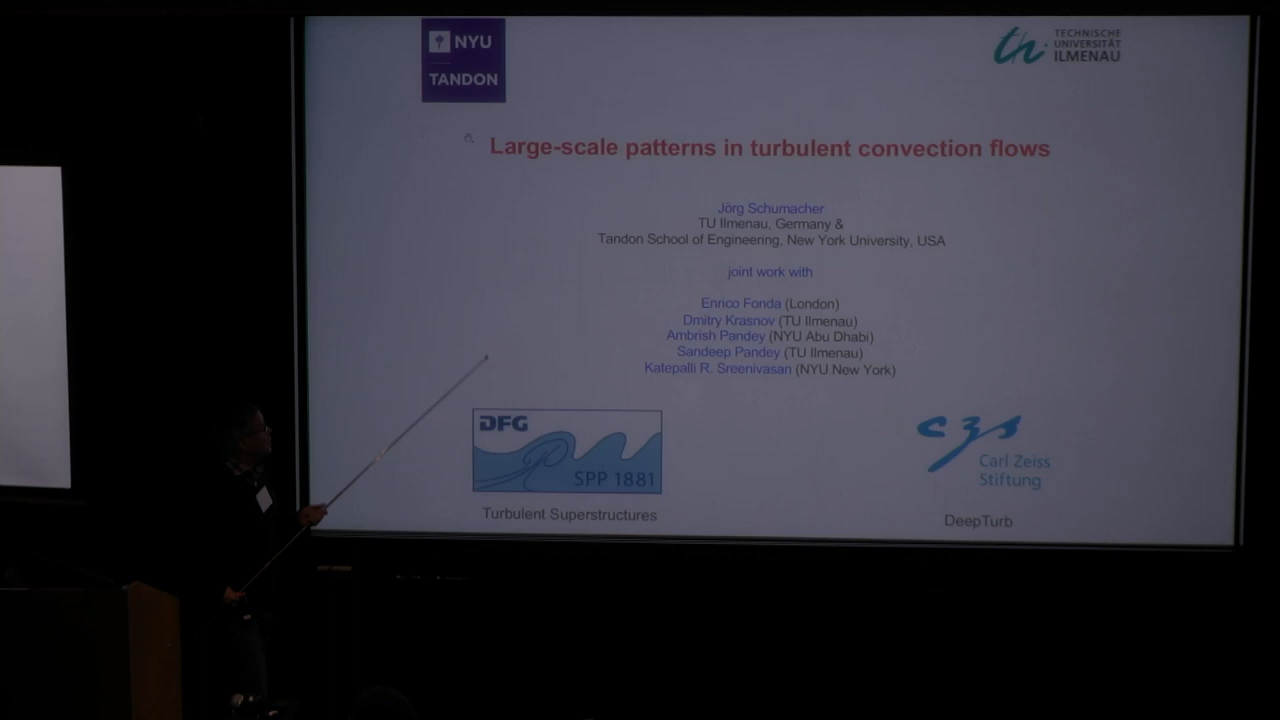 NYU
TANDON
TECHNISCHE
UNIVERSITÄT
ILMENAU
Large-scale patterns in turbulent convection flows
Jörg Schumacher
TU Ilmenau, Germany &
Tandon School of Engineering, New York University, USA
joint work with
Enrico Fonda (London)
Dmitry Krasnov (TU Ilmenau)
Ambrish Pandey (NYU Abu Dhabi)
Sandeep Pandey (TU Ilmenau)
Katepalli R. Sreenivasan (NYU New York)
DFG
SPP 1881
Turbulent Superstructures
czs
Carl Zeiss
Stiftung
DeepTurb